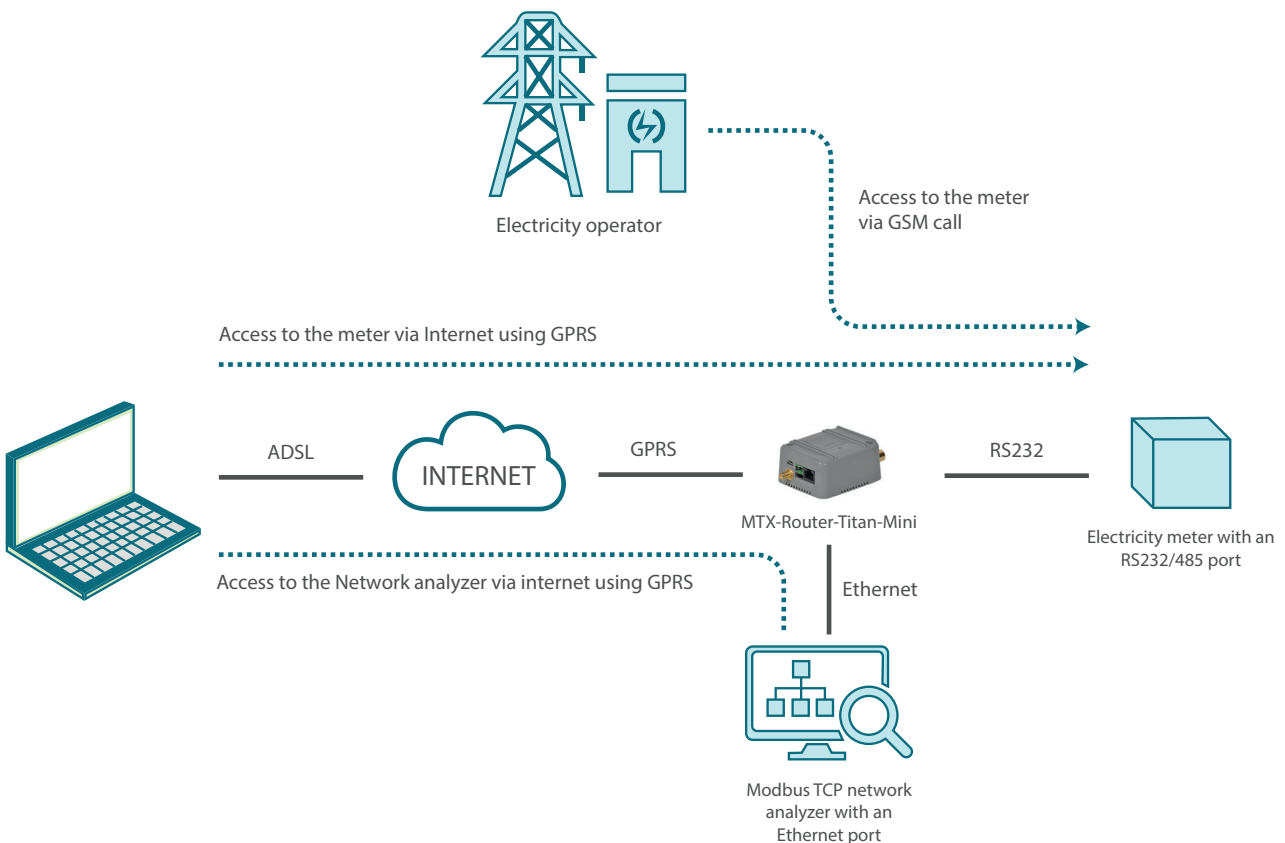 Electricity operator
Access to the meter
via GSM call
Access to the meter via Internet using GPRS
ADSL
INTERNET
GPRS
RS232
MTX-Router-Titan-Mini
Electricity meter with an
RS232/485 port
Access to the Network analyzer via internet using GPRS
Ethernet
Modbus TCP network
analyzer with an
Ethernet port